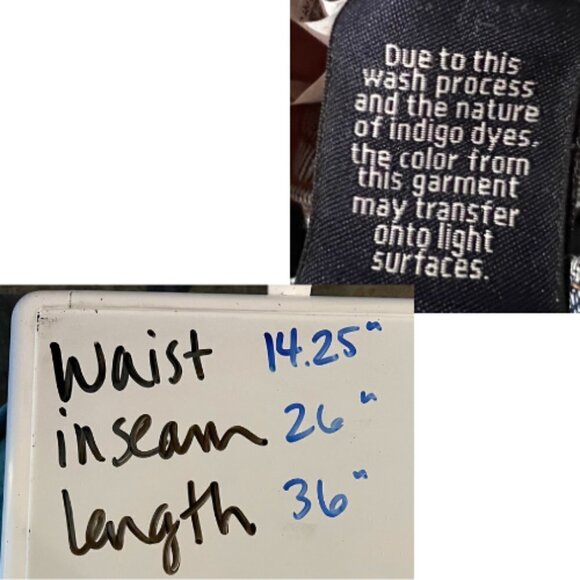 Due to this
wash process
and the nature
of indigo dyes,
the color from
this garment
may transfer
onto light
surfaces.
Waist 14.25"
inseam 26"
length 36"